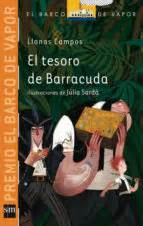 EL BARCO DE VAPOR
PREMIO EL BARCO DE VAPOR
Llanos Campos
El tesoro
de Barracuda
Ilustraciones de Júlia Sardà
sm